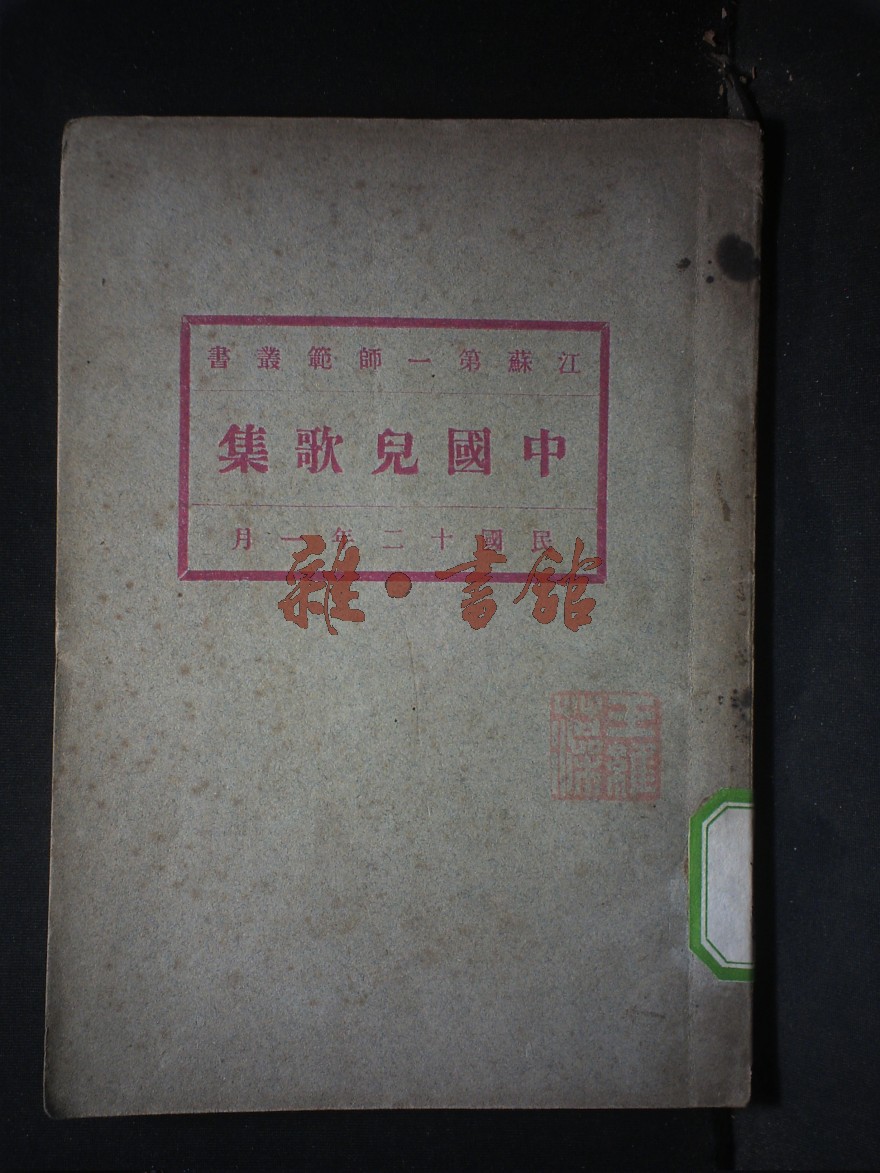 江蘇第一師範叢書
中國兒歌集
民國十二年一月
雜·書館